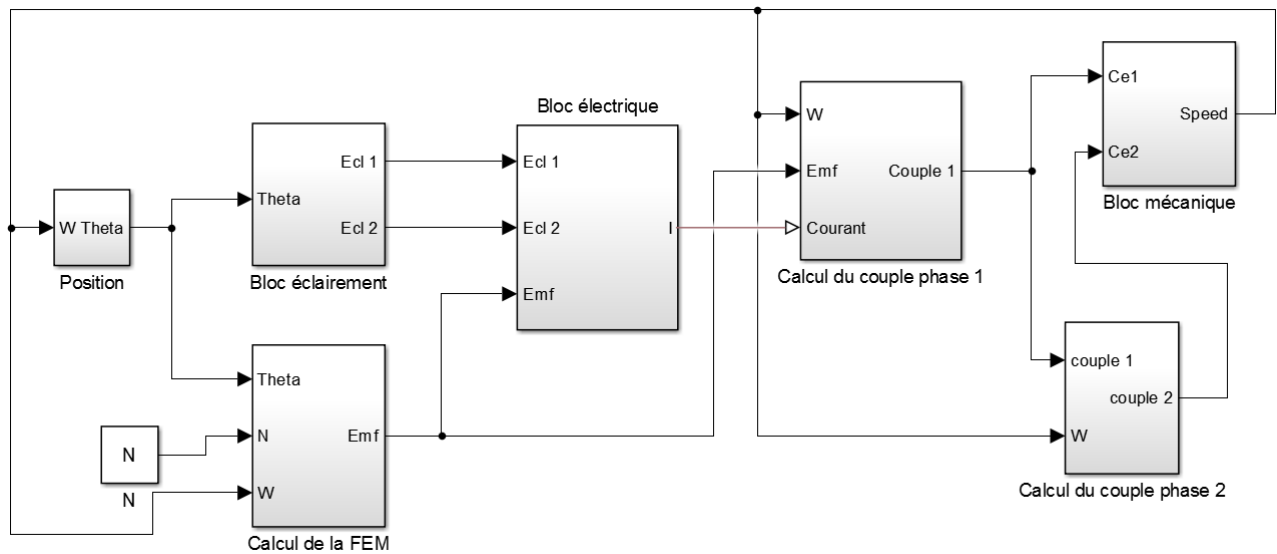 W Theta
Position
Ecl 1
Theta
Ecl 2
Bloc éclairement
Theta
N
Emf
W
Calcul de la FEM
N
N
Bloc électrique
Ecl 1
Ecl 2
I
Emf
W
Emf
Couple 1
Courant
Calcul du couple phase 1
Ce1
Speed
Ce2
Bloc mécanique
couple 1
couple 2
W
Calcul du couple phase 2